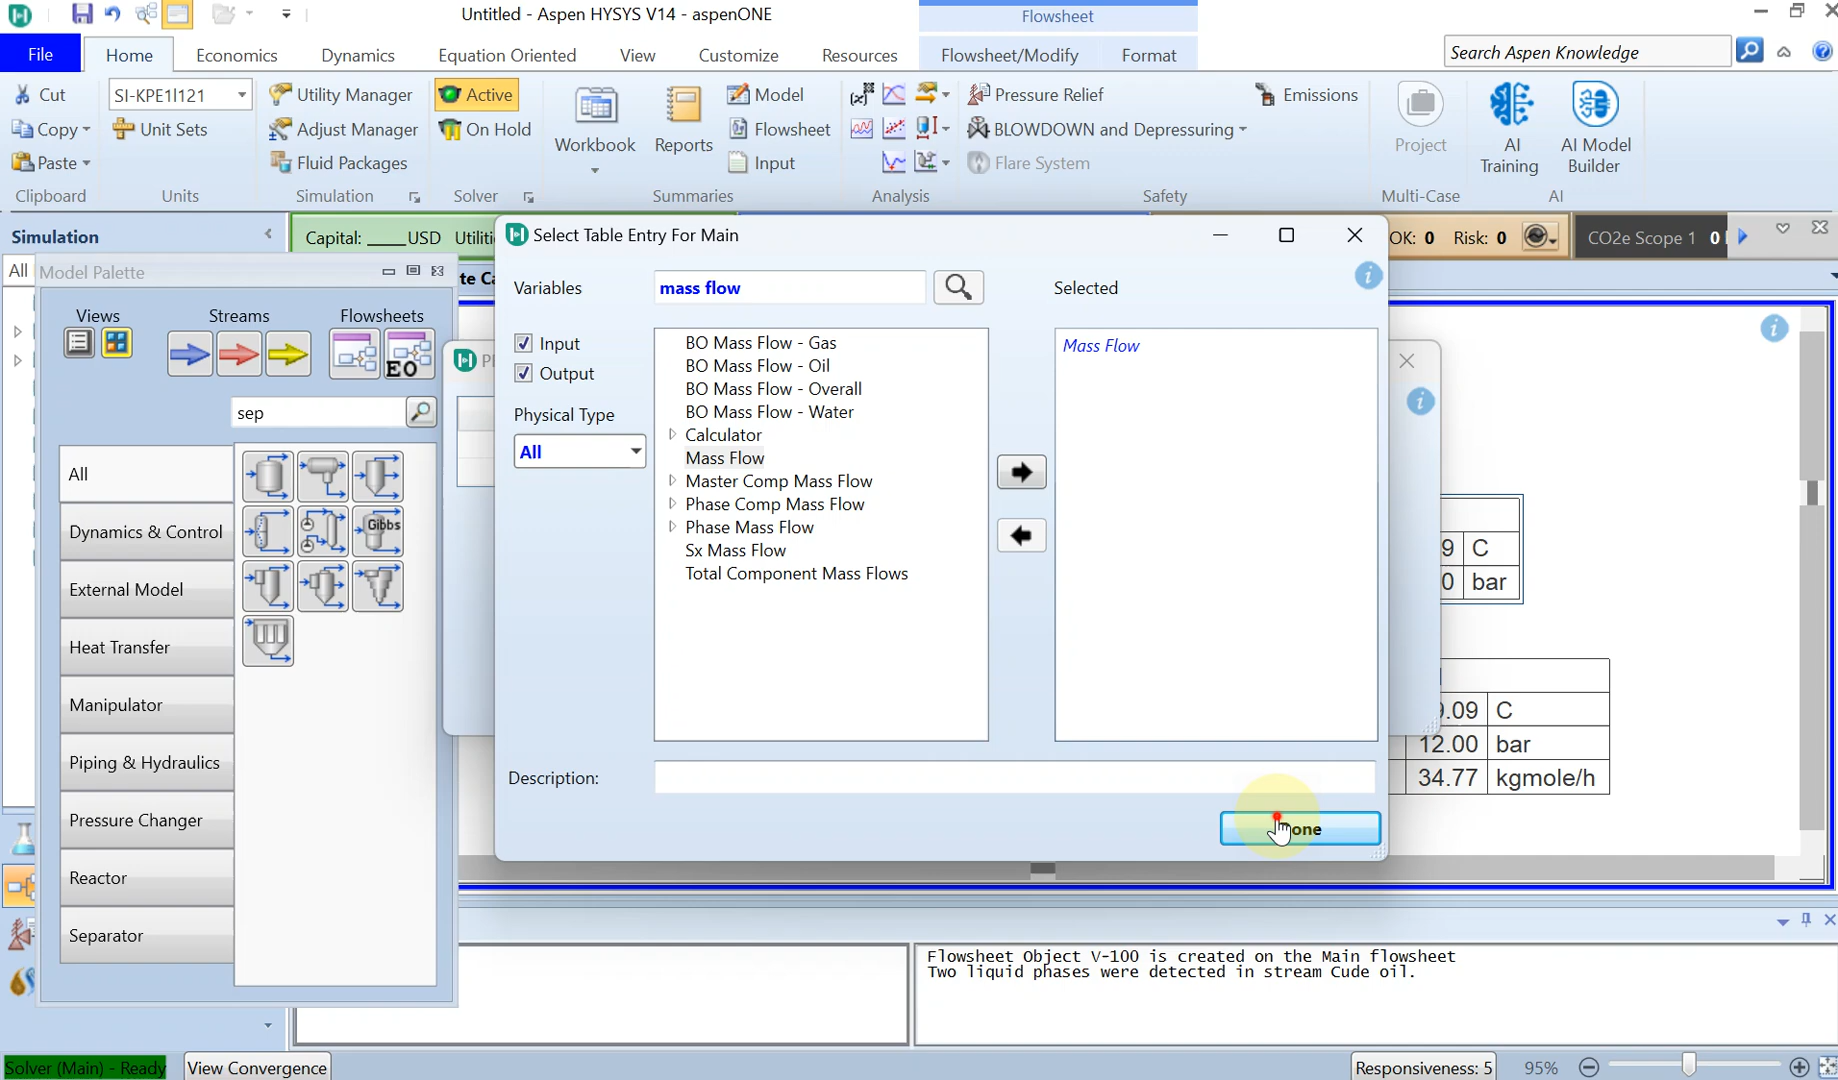 Untitled - Aspen HYSYS V14 - aspenONE
Flowsheet
File
Home
Economics
Dynamics
Equation Oriented
View
Customize
Resources
Flowsheet/Modify
Format
Search Aspen Knowledge
Cut
Copy
Paste
Clipboard
SI-KPE1l121
Unit Sets
Units
Utility Manager
Adjust Manager
Fluid Packages
Simulation
Active
On Hold
Solver
Workbook
Reports
Model
Flowsheet
Input
Summaries
Analysis
Pressure Relief
BLOWDOWN and Depressuring
Flare System
Emissions
Safety
Project
Multi-Case
AI
Training
AI Model
Builder
AI
Simulation
Capital: ____USD
Utiliti
OK: 0
Risk: 0
CO2e Scope 1
0
All
Model Palette
te Ca
Views
Streams
Flowsheets
EO
sep
All
Dynamics & Control
External Model
Heat Transfer
Manipulator
Piping & Hydraulics
Pressure Changer
Reactor
Separator
Gibbs
Select Table Entry For Main
Variables
mass flow
Selected
Input
Output
Physical Type
All
BO Mass Flow - Gas
BO Mass Flow - Oil
BO Mass Flow - Overall
BO Mass Flow - Water
Calculator
Mass Flow
Master Comp Mass Flow
Phase Comp Mass Flow
Phase Mass Flow
Sx Mass Flow
Total Component Mass Flows
Mass Flow
Description:
9 C
0 bar
9.09 C
12.00 bar
34.77 kgmole/h
Flowsheet Object V-100 is created on the Main flowsheet
Two liquid phases were detected in stream Cude oil.
Solver (Main) - Ready
View Convergence
Responsiveness: 5
95%